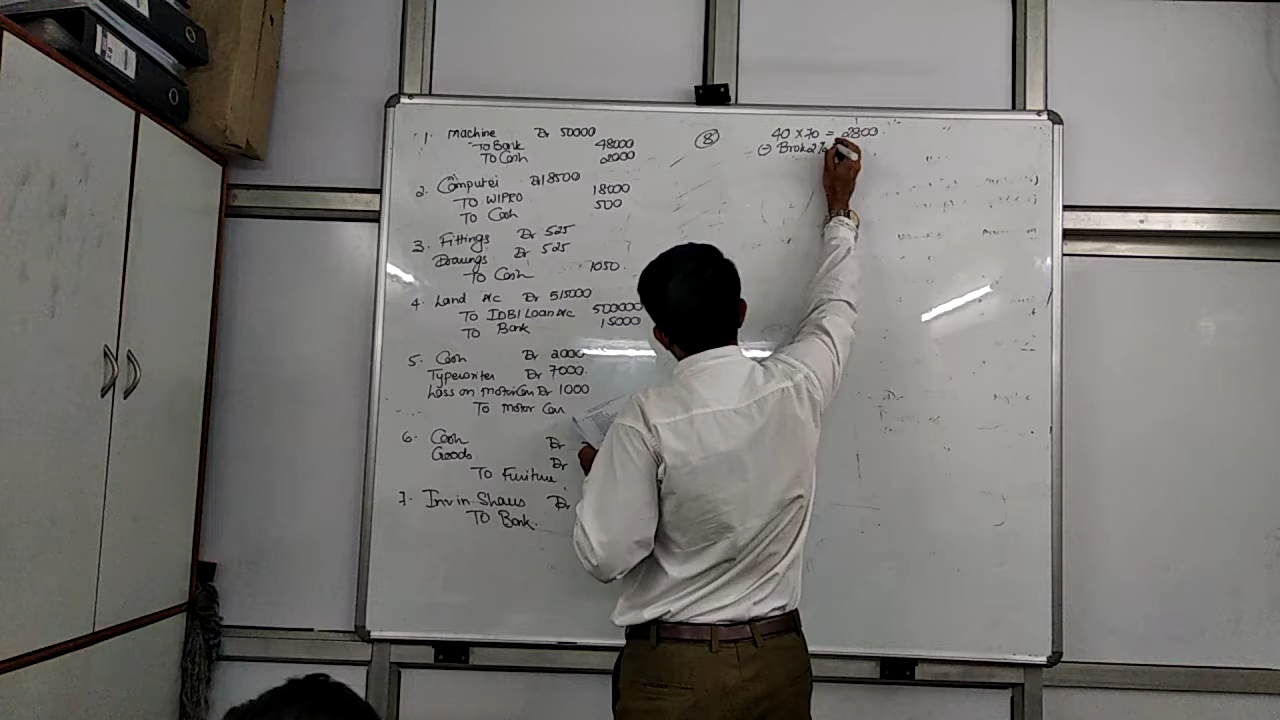 1. Machine Dr 50000
To Bank 48000
To Cash 2000
2. Computer Dr 18500
TO WIPRO 18000
To Cash 500
3. Fittings Dr 525
Drawings Dr 525
To Cash 1050
4. Land A/c Dr 515000
To IDBI Loan A/c 500000
To Bank 15000
5. Cash Dr 2000
Typewriter Dr 7000
Loss on Motor Car Dr 1000
To Motor Car
6. Cash Dr
Goods Dr
To Furniture
7. Inv in Shares Dr
To Bank.
8 40 x 70 = 2800
(-) Brok 2%